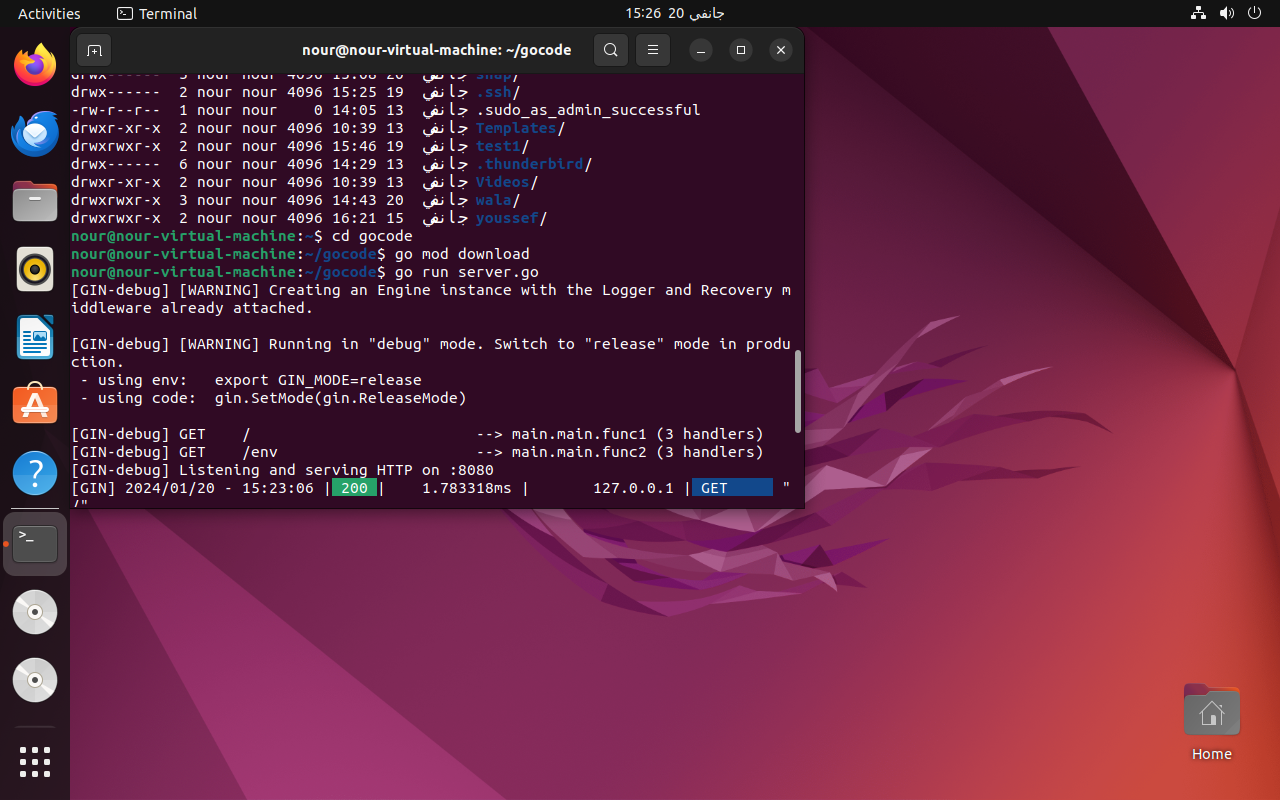 Activities
Terminal
15:26 20 جانفي
nour@nour-virtual-machine: ~/gocode
drwx------ 3 nour nour 4096 15:08 20 جانفي snap/
drwx------ 2 nour nour 4096 15:25 19 جانفي .ssh/
-rw-r--r-- 1 nour nour 0 14:05 13 جانفي .sudo_as_admin_successful
drwxr-xr-x 2 nour nour 4096 10:39 13 جانفي Templates/
drwxrwxr-x 2 nour nour 4096 15:46 19 جانفي test1/
drwx------ 6 nour nour 4096 14:29 13 جانفي .thunderbird/
drwxr-xr-x 2 nour nour 4096 10:39 13 جانفي Videos/
drwxrwxr-x 3 nour nour 4096 14:43 20 جانفي wala/
drwxrwxr-x 2 nour nour 4096 16:21 15 جانفي youssef/
nour@nour-virtual-machine:~$ cd gocode
nour@nour-virtual-machine:~/gocode$ go mod download
nour@nour-virtual-machine:~/gocode$ go run server.go
[GIN-debug] [WARNING] Creating an Engine instance with the Logger and Recovery m
iddleware already attached.
[GIN-debug] [WARNING] Running in "debug" mode. Switch to "release" mode in produ
ction.
- using env: export GIN_MODE=release
- using code: gin.SetMode(gin.ReleaseMode)
[GIN-debug] GET / --> main.main.func1 (3 handlers)
[GIN-debug] GET /env --> main.main.func2 (3 handlers)
[GIN-debug] Listening and serving HTTP on :8080
[GIN] 2024/01/20 - 15:23:06 | 200 | 1.783318ms | 127.0.0.1 | GET "
/"
Home